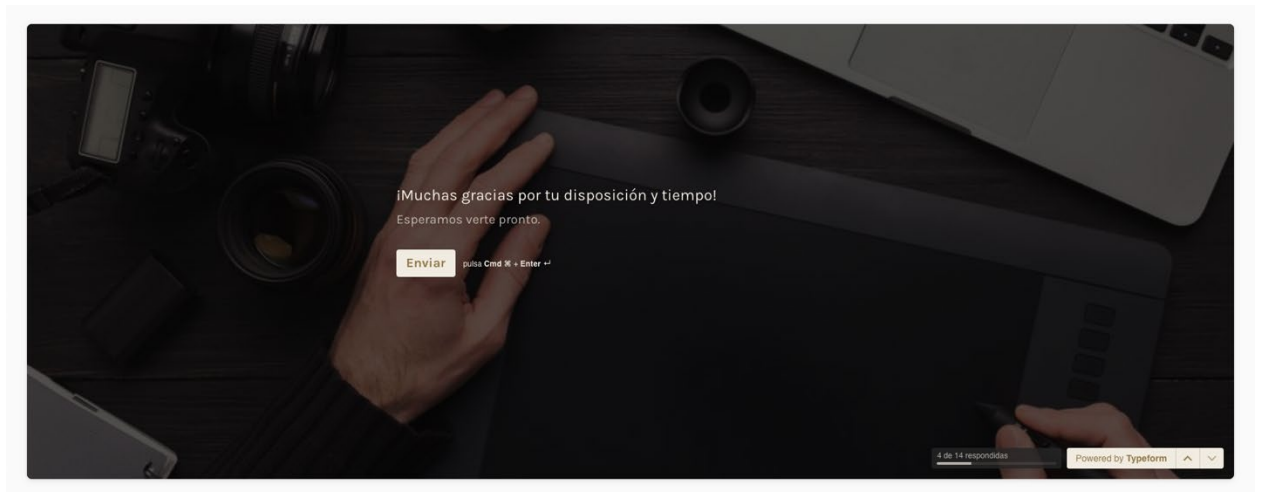 ¡Muchas gracias por tu disposición y tiempo!
Esperamos verte pronto.
Enviar pulsa Cmd ⌘ + Enter ↵
4 de 14 respondidas
Powered by Typeform